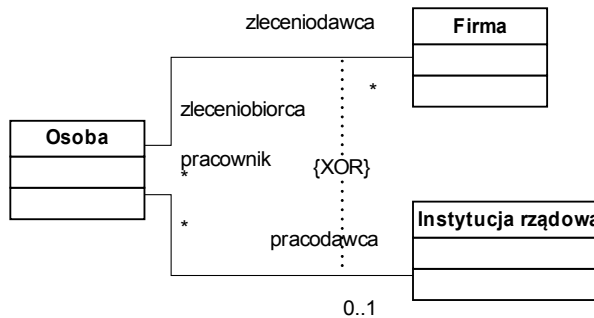 zleceniodawca
Firma
*
zleceniobiorca
Osoba
pracownik
*
{XOR}
*
Instytucja rządowa
pracodawca
0..1